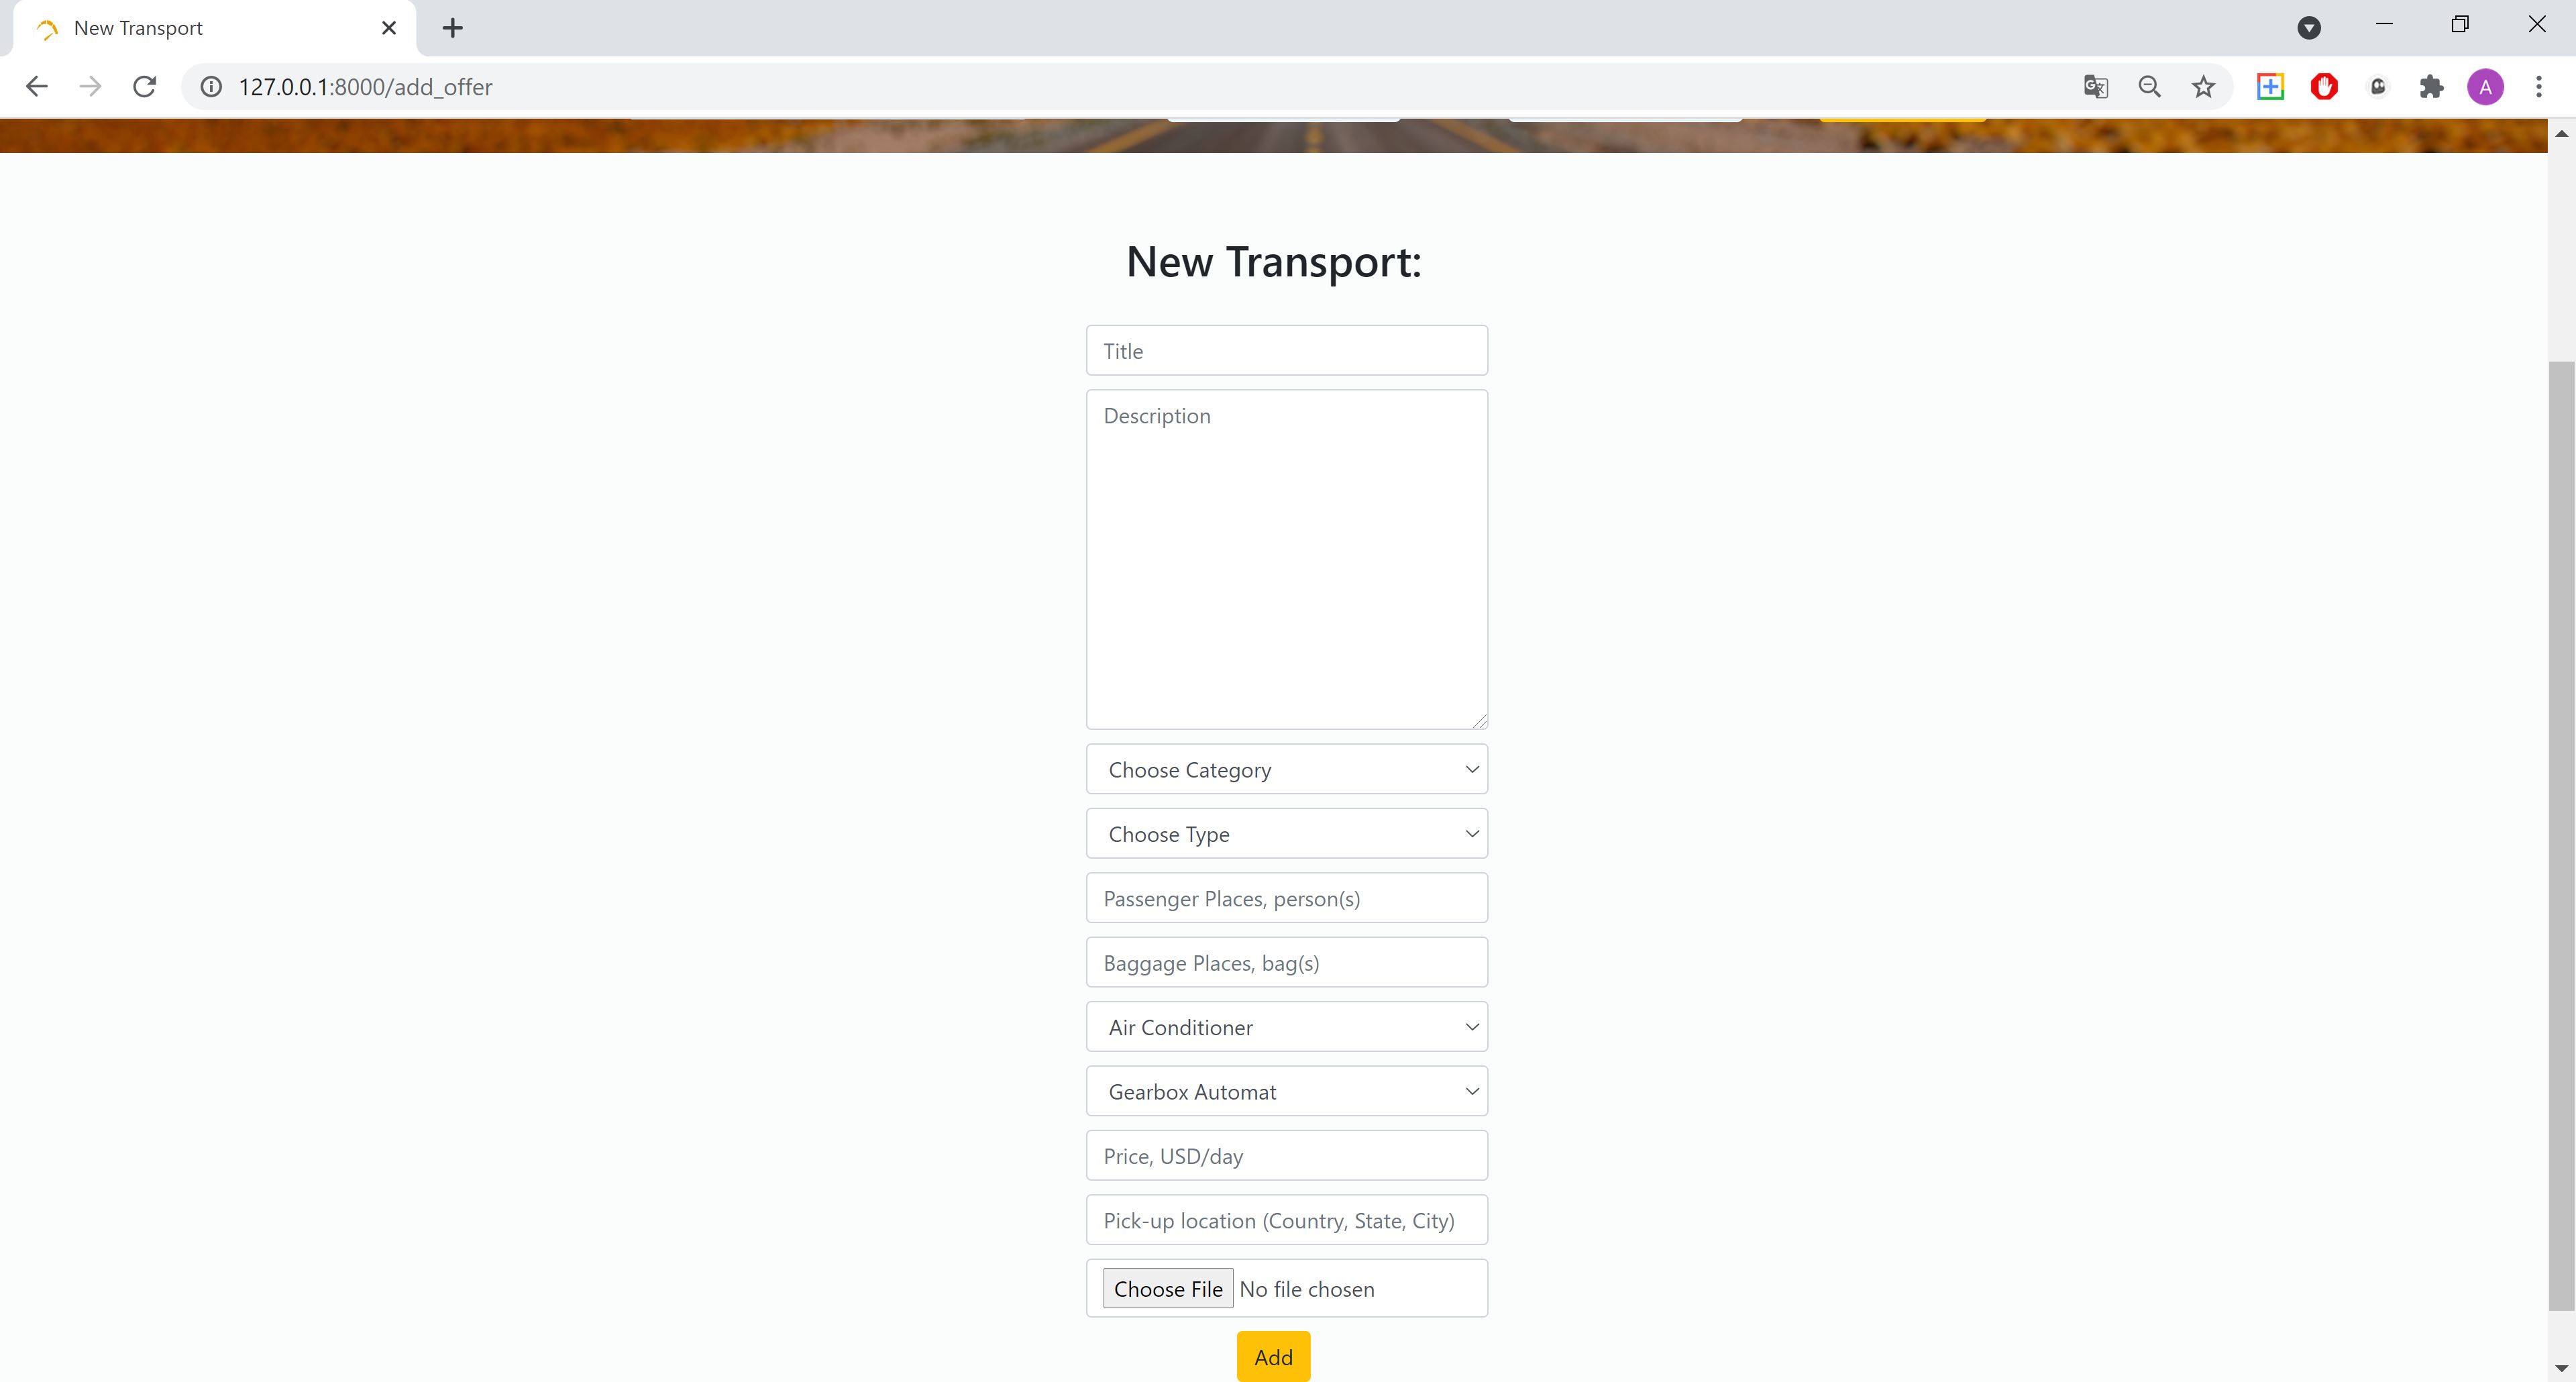 New Transport
127.0.0.1:8000/add_offer
A
New Transport:
Title
Description
Choose Category
Choose Type
Passenger Places, person(s)
Baggage Places, bag(s)
Air Conditioner
Gearbox Automat
Price, USD/day
Pick-up location (Country, State, City)
Choose File No file chosen
Add